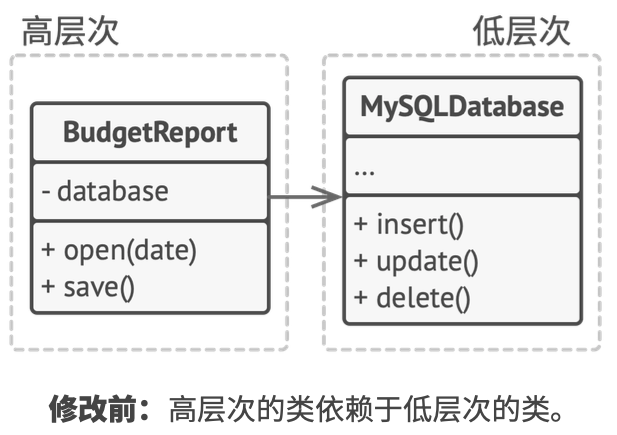 高层次
低层次
BudgetReport
- database
+ open(date)
+ save()
MySQLDatabase
...
+ insert()
+ update()
+ delete()
修改前：高层次的类依赖于低层次的类。